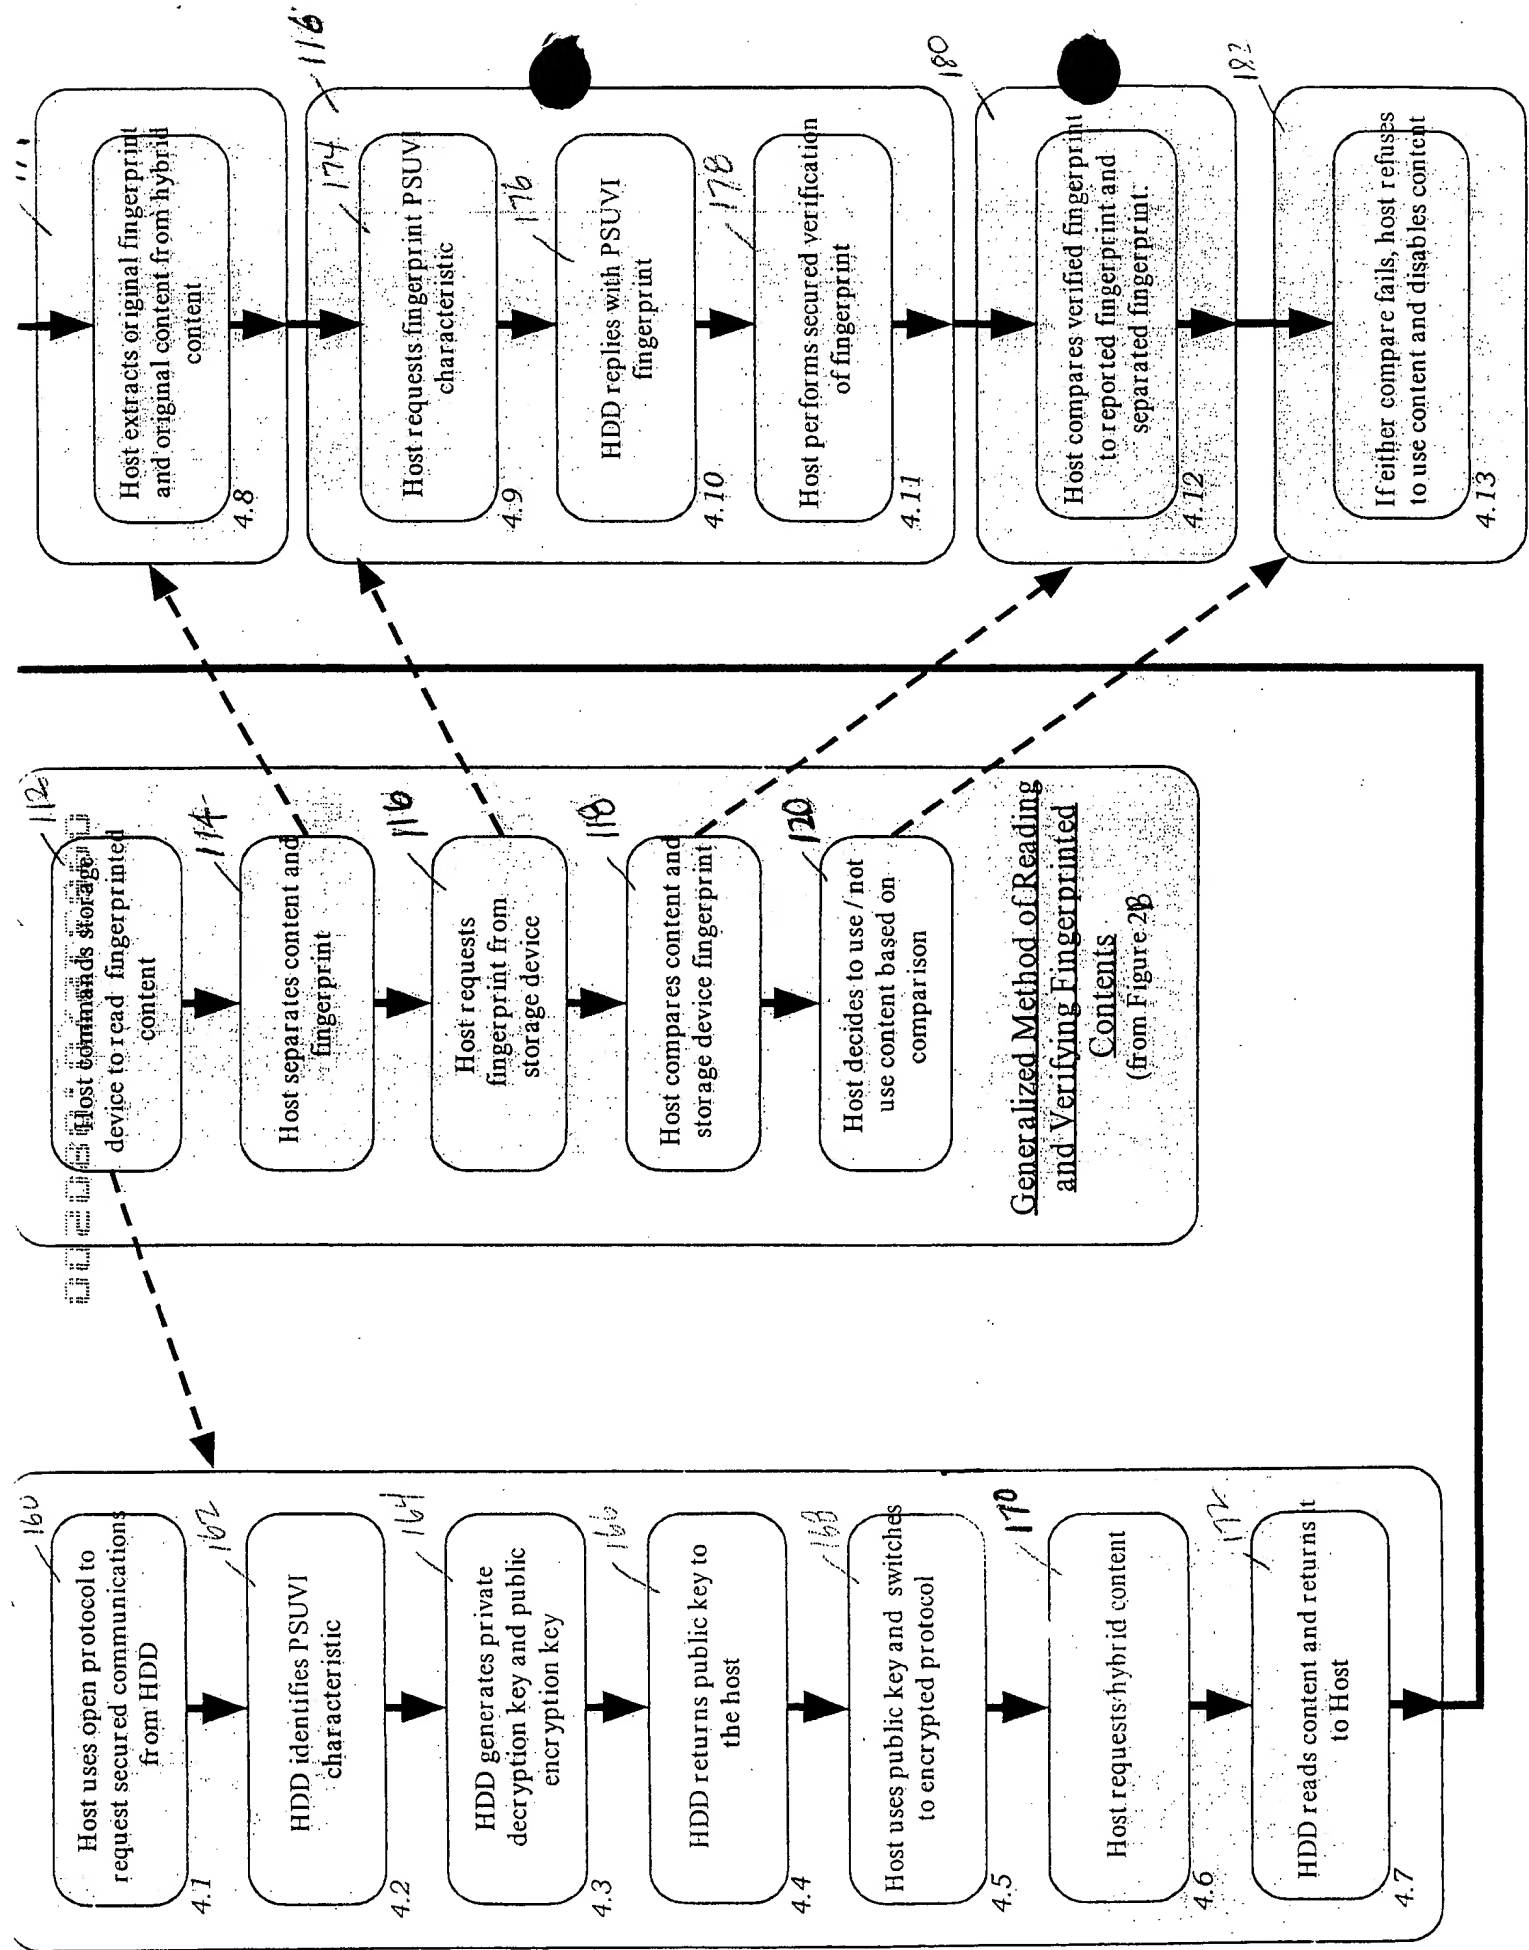 160
Host uses open protocol to
request secured communications
from HDD
4.1
162
HDD identifies PSUVI
characteristic
4.2
164
HDD generates private
decryption key and public
encryption key
4.3
166
HDD returns public key to
the host
4.4
168
Host uses public key and switches
to encrypted protocol
4.5
170
Host requests hybrid content
4.6
172
HDD reads content and returns it
to Host
4.7
112
Host commands storage
device to read fingerprinted
content
114
Host separates content and
fingerprint
116
Host requests
fingerprint from
storage device
118
Host compares content and
storage device fingerprint
120
Host decides to use / not
use content based on
comparison
Generalized Method of Reading
and Verifying Fingerprinted
Contents
(from Figure 2B
Host extracts original fingerprint
and original content from hybrid
content
4.8
116
174
Host requests fingerprint PSUVI
characteristic
4.9
176
HDD replies with PSUVI
fingerprint
4.10
178
Host performs secured verification
of fingerprint
4.11
180
Host compares verified fingerprint
to reported fingerprint and
separated fingerprint.
4.12
182
If either compare fails, host refuses
to use content and disables content
4.13